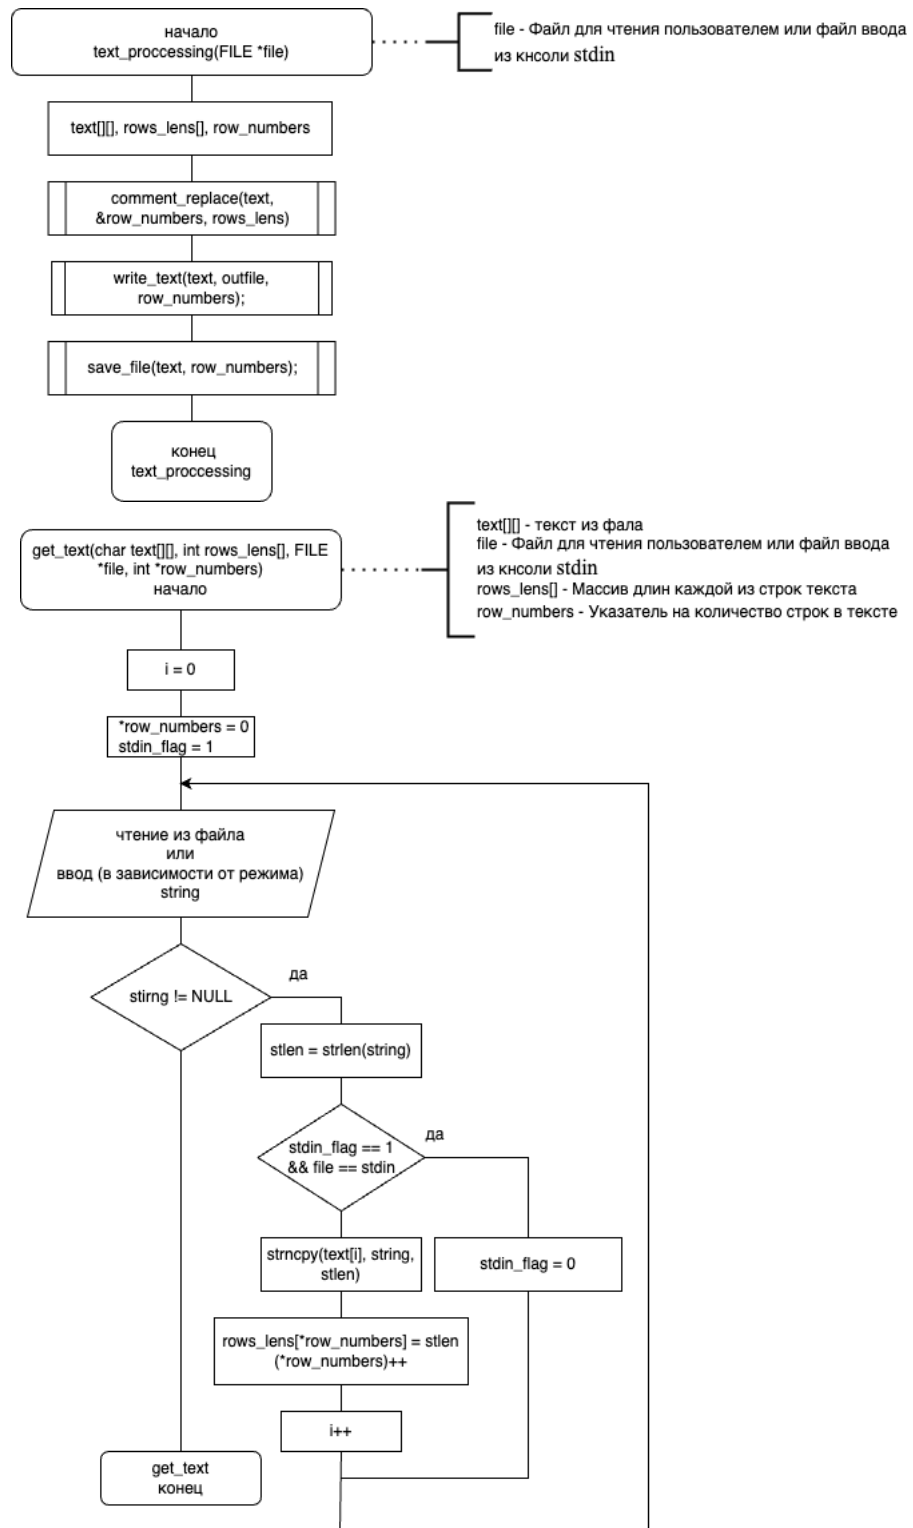 начало
text_proccessing(FILE *file)
file - Файл для чтения пользователем или файл ввода
из кнсоли stdin
text[][], rows_lens[], row_numbers
comment_replace(text,
&row_numbers, rows_lens)
write_text(text, outfile,
row_numbers);
save_file(text, row_numbers);
конец
text_proccessing
get_text(char text[][], int rows_lens[], FILE
*file, int *row_numbers)
начало
text[][] - текст из фала
file - Файл для чтения пользователем или файл ввода
из кнсоли stdin
rows_lens[] - Массив длин каждой из строк текста
row_numbers - Указатель на количество строк в тексте
i = 0
*row_numbers = 0
stdin_flag = 1
чтение из файла
или
ввод (в зависимости от режима)
string
stirng != NULL
да
stlen = strlen(string)
stdin_flag == 1
&& file == stdin
да
strncpy(text[i], string,
stlen)
stdin_flag = 0
rows_lens[*row_numbers] = stlen
(*row_numbers)++
i++
get_text
конец